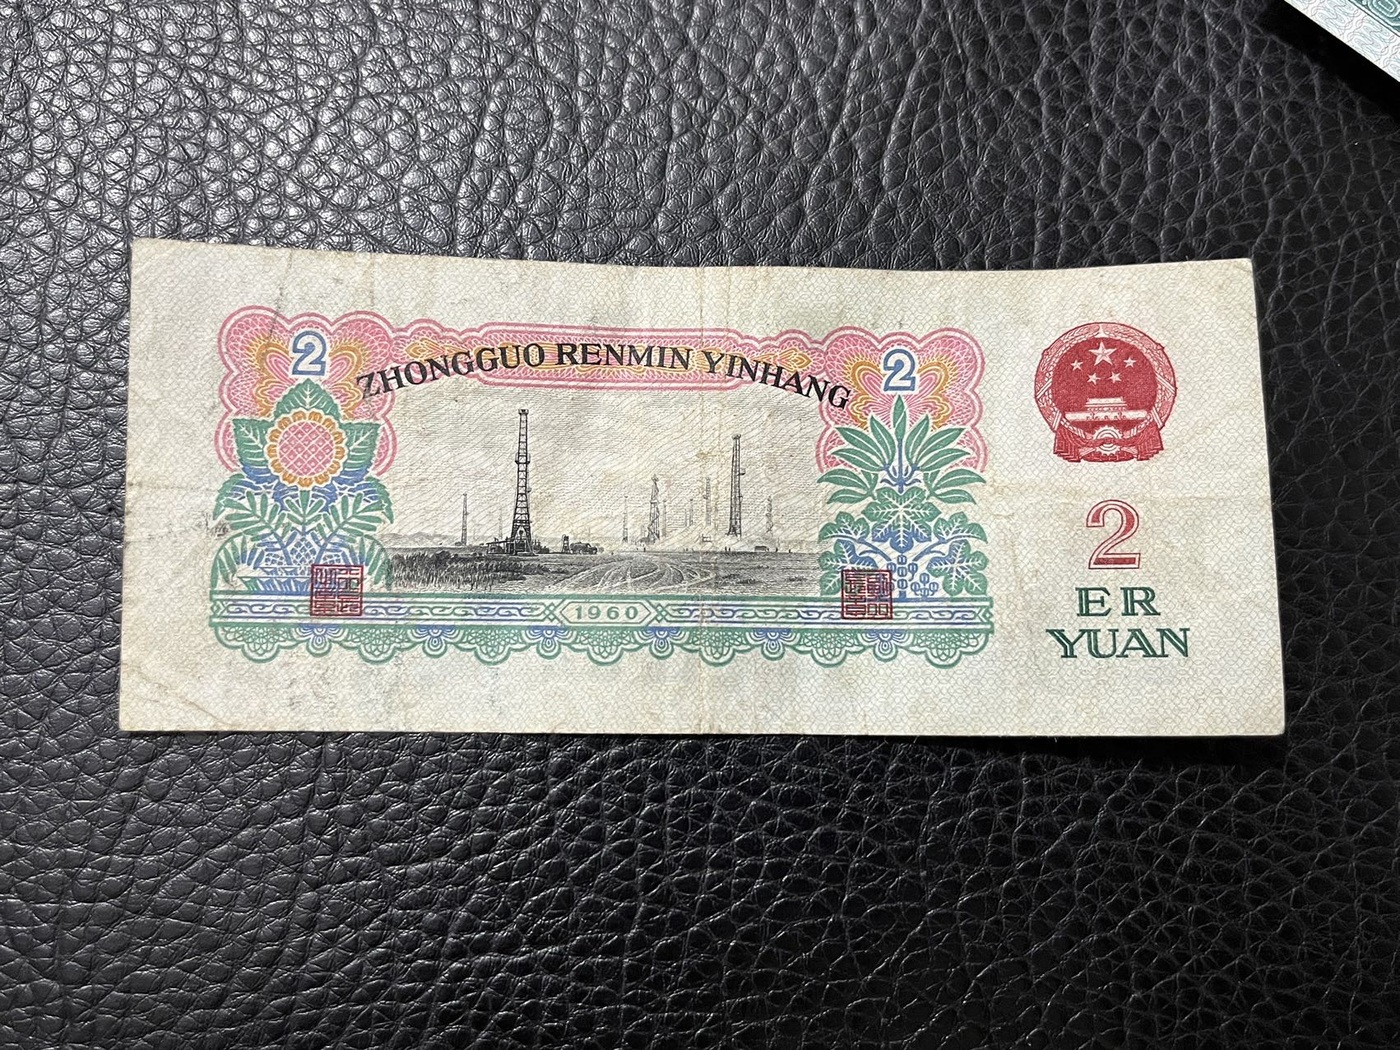 2
2
ZHONGGUO RENMIN YINHANG
2
ER
YUAN
1960